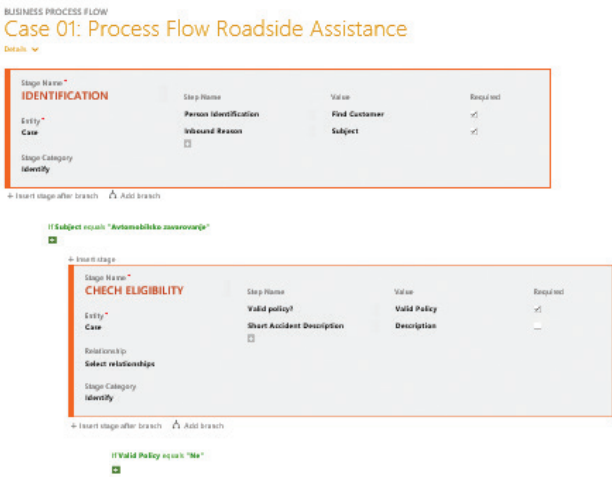 BUSINESS PROCESS FLOW
Case 01: Process Flow Roadside Assistance
Details
Stage Name*
IDENTIFICATION
Step Name Value Required
Person Identification Find Customer
Entity*
Inbound Reason Subject
Case
Stage Category
Identify
+ Insert stage after branch Add branch
If Subject equals "Avtomobilsko zavarovanje"
+ Insert stage
Stage Name*
CHECH ELIGIBILITY
Step Name Value Required
Valid policy? Valid Policy
Entity*
Short Accident Description Description
Case
Relationship
Select relationships
Stage Category
Identify
+ Insert stage after branch Add branch
If Valid Policy equals "Ne"